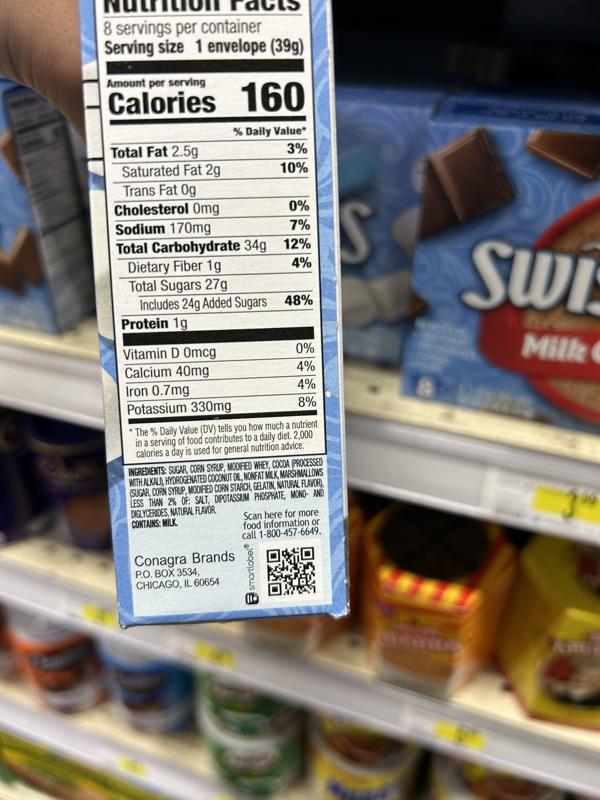 Nutrition Facts
8 servings per container
Serving size 1 envelope (39g)
Amount per serving
Calories 160
% Daily Value*
Total Fat 2.5g 3%
Saturated Fat 2g 10%
Trans Fat 0g
Cholesterol 0mg 0%
Sodium 170mg 7%
Total Carbohydrate 34g 12%
Dietary Fiber 1g 4%
Total Sugars 27g
Includes 24g Added Sugars 48%
Protein 1g
Vitamin D 0mcg 0%
Calcium 40mg 4%
Iron 0.7mg 4%
Potassium 330mg 8%
* The % Daily Value (DV) tells you how much a nutrient
in a serving of food contributes to a daily diet. 2,000
calories a day is used for general nutrition advice.
INGREDIENTS: SUGAR, CORN SYRUP, MODIFIED WHEY, COCOA (PROCESSED
WITH ALKALI), HYDROGENATED COCONUT OIL, NONFAT MILK, MARSHMALLOWS
(SUGAR, CORN SYRUP, MODIFIED CORN STARCH, GELATIN, NATURAL FLAVOR),
LESS THAN 2% OF: SALT, DIPOTASSIUM PHOSPHATE, MONO- AND
DIGLYCERIDES, NATURAL FLAVOR.
CONTAINS: MILK.
Scan here for more
food information or
call 1-800-457-6649.
Conagra Brands
P.O. BOX 3534,
CHICAGO, IL 60654
smartlabel®
S
SWIS
Milk C